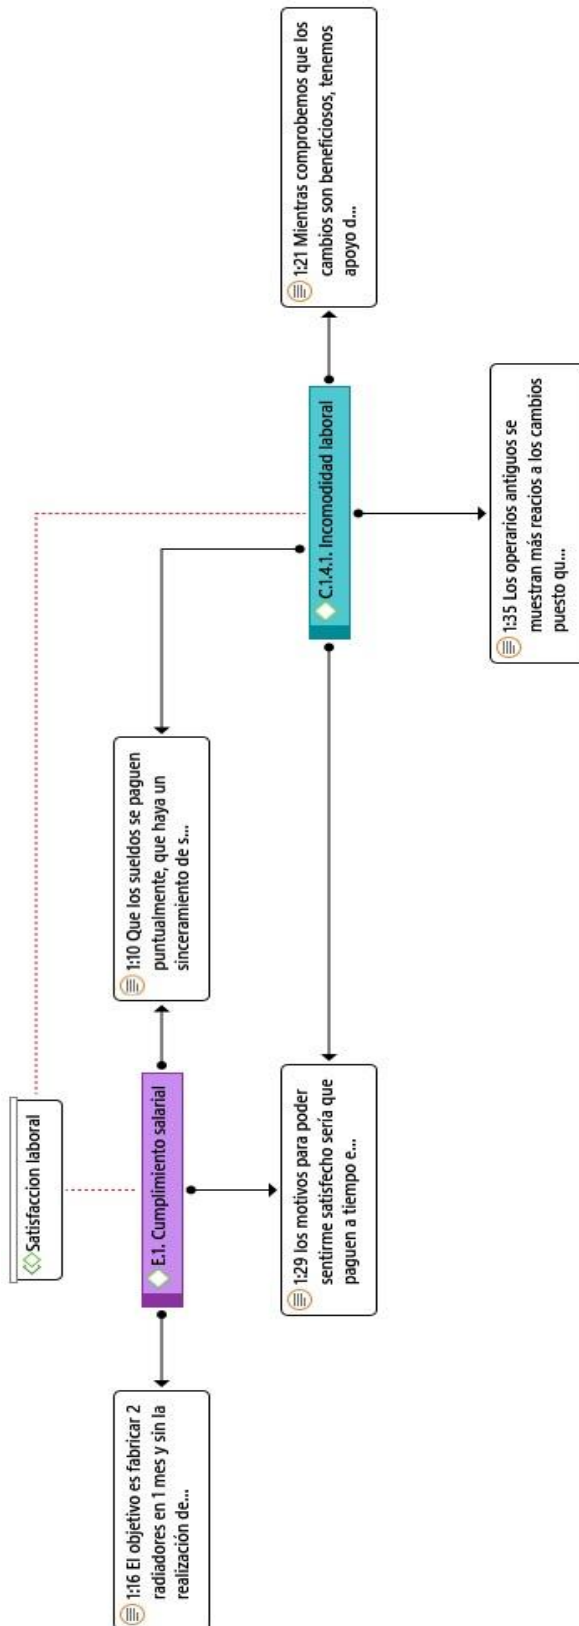 Satisfaccion laboral
1:16 El objetivo es fabricar 2
radiadores en 1 mes y sin la
realización de...
E.1. Cumplimiento salarial
1:10 Que los sueldos se paguen
puntualmente, que haya un
sinceramiento de s...
1:29 los motivos para poder
sentirme satisfecho sería que
paguen a tiempo e...
C.1.4.1. Incomodidad laboral
1:21 Mientras comprobemos que los
cambios son beneficiosos, tenemos
apoyo d...
1:35 Los operarios antiguos se
muestran más reacios a los cambios
puesto qu...